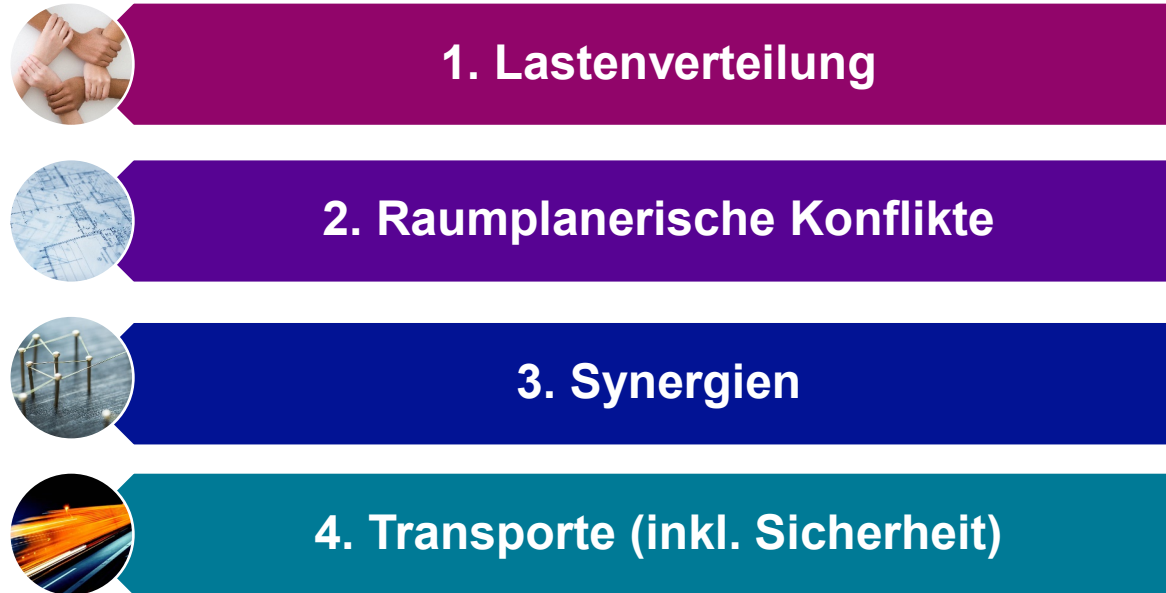 1. Lastenverteilung
2. Raumplanerische Konflikte
3. Synergien
4. Transporte (inkl. Sicherheit)